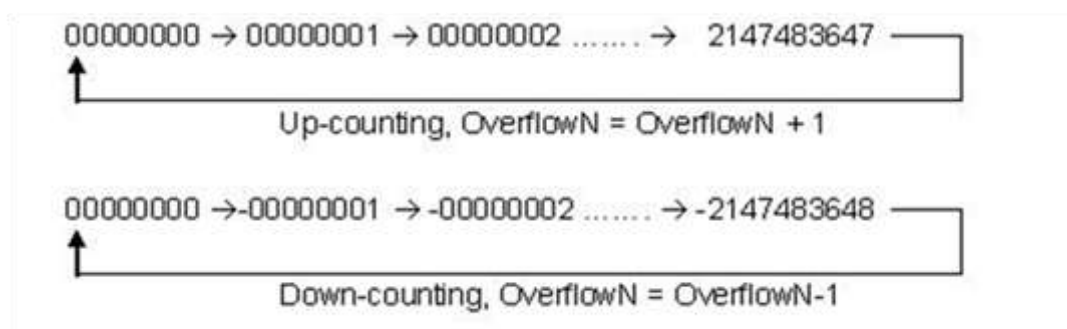 00000000 → 00000001 → 00000002 ....... → 2147483647
Up-counting, OverflowN = OverflowN + 1
00000000 →-00000001 → -00000002 ....... → -2147483648
Down-counting, OverflowN = OverflowN-1